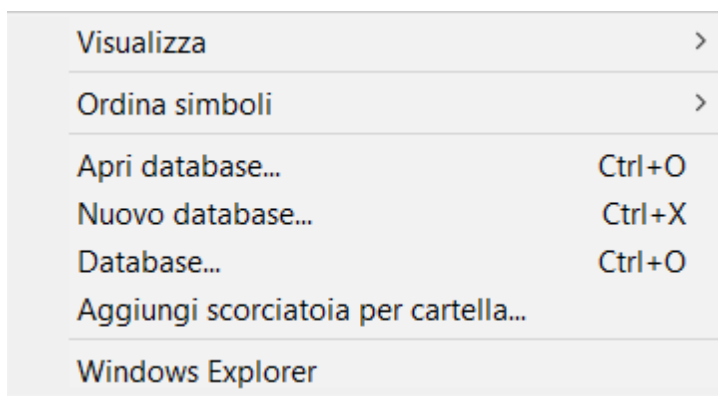 Visualizza
Ordina simboli
Apri database... Ctrl+O
Nuovo database... Ctrl+X
Database... Ctrl+O
Aggiungi scorciatoia per cartella...
Windows Explorer